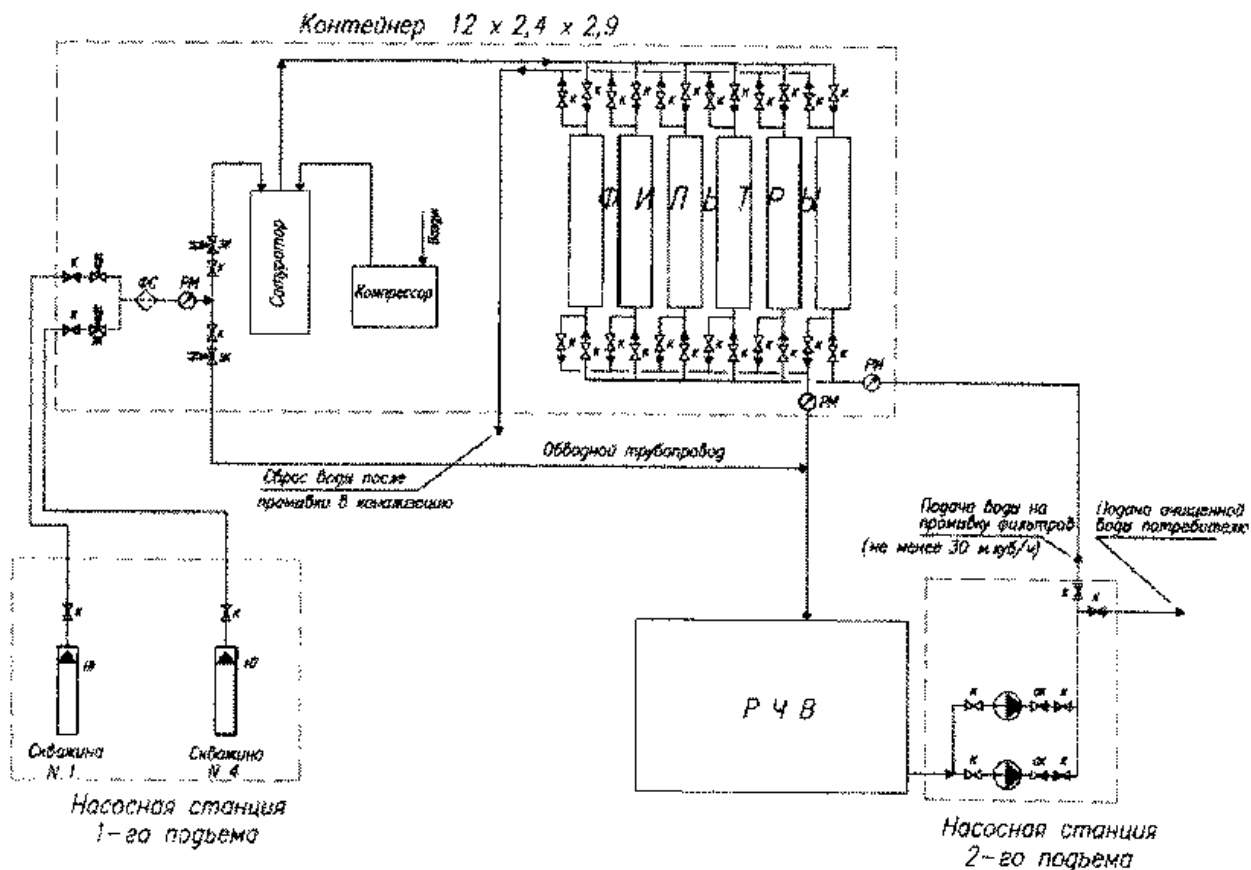 Контейнер 12 х 2,4 х 2,9
ФИЛЬТРЫ
Сатуратор
Компрессор
Воздух
ФС
РМ
РМ
РМ
Обводной трубопровод
Сброс воды после
промывки в канализацию
Подача воды на
промывку фильтров
(не менее 30 м.куб/ч)
Подача очищенной
воды потребителю
Скважина
N 1
Скважина
N 4
Насосная станция
1-го подъема
РЧВ
Насосная станция
2-го подъема